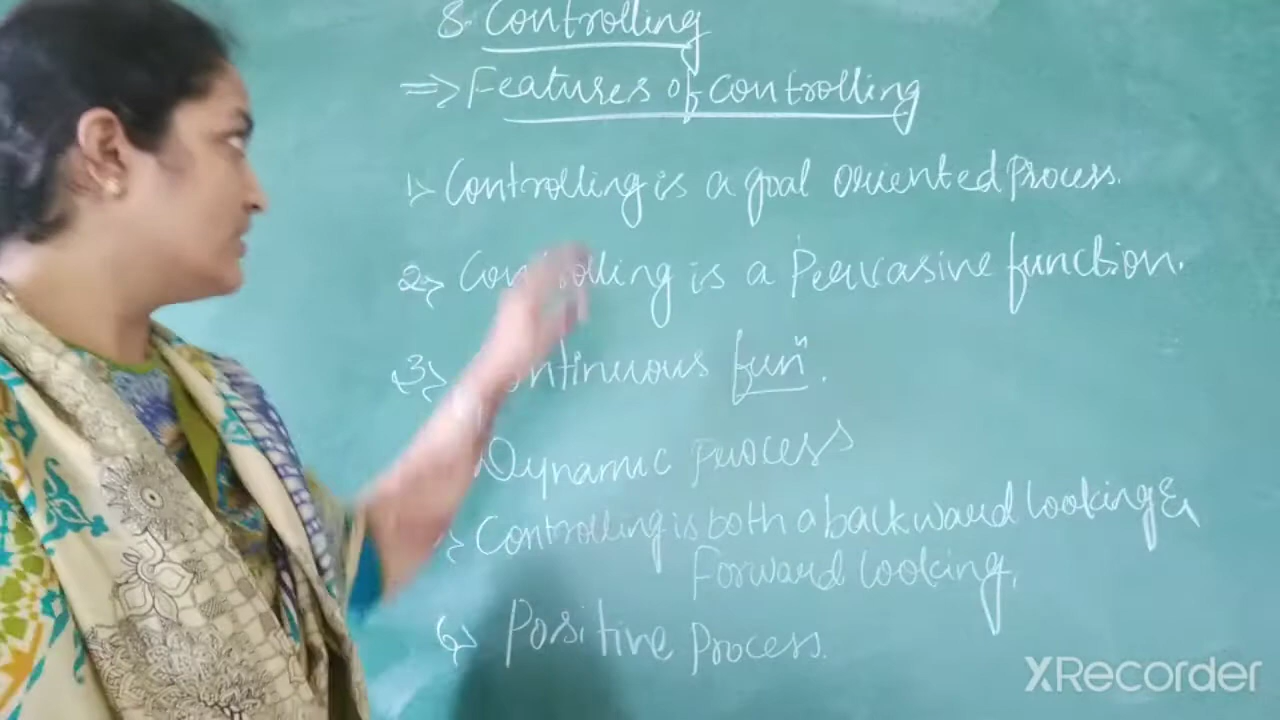 8. Controlling
=> Features of controlling
1> Controlling is a goal oriented process.
2> Controlling is a Pervasive function.
3> Continuous funⁿ.
Dynamic process
> Controlling is both a backward looking &
Forward looking.
6> Positive Process.
XRecorder